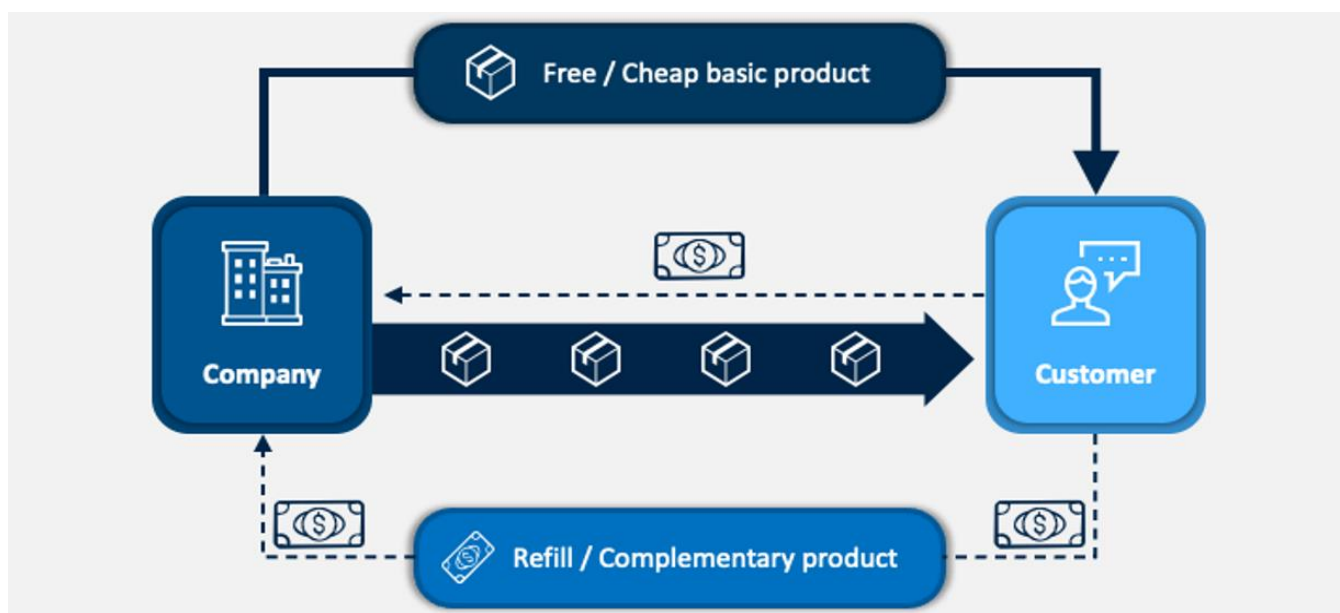 Free / Cheap basic product
Company
Customer
Refill / Complementary product